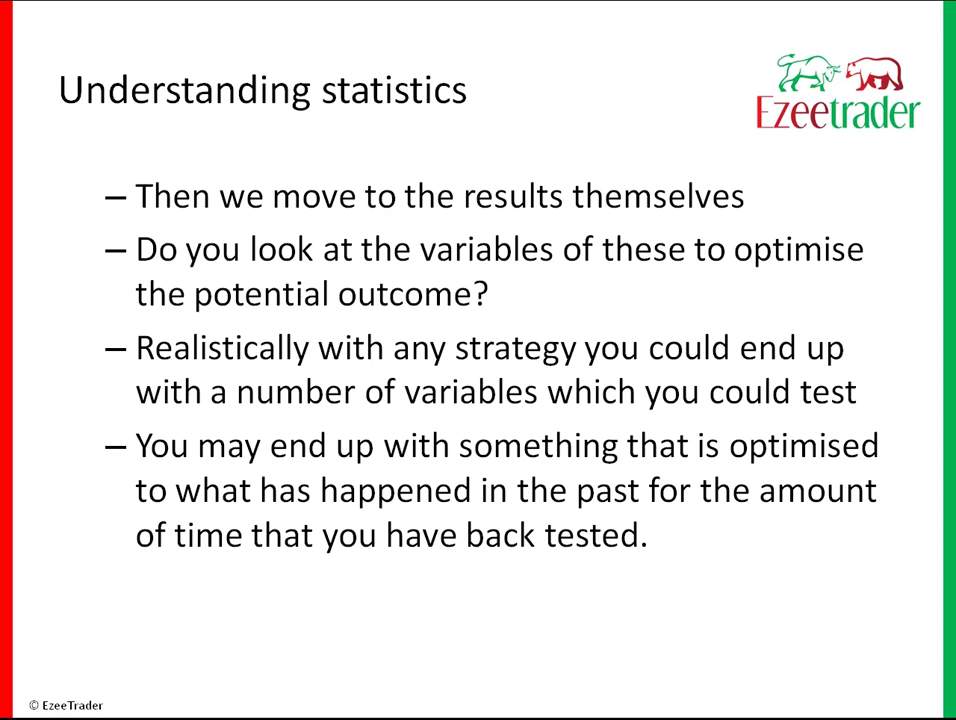 Understanding statistics
Ezeetrader
– Then we move to the results themselves
– Do you look at the variables of these to optimise
the potential outcome?
– Realistically with any strategy you could end up
with a number of variables which you could test
– You may end up with something that is optimised
to what has happened in the past for the amount
of time that you have back tested.
© EzeeTrader